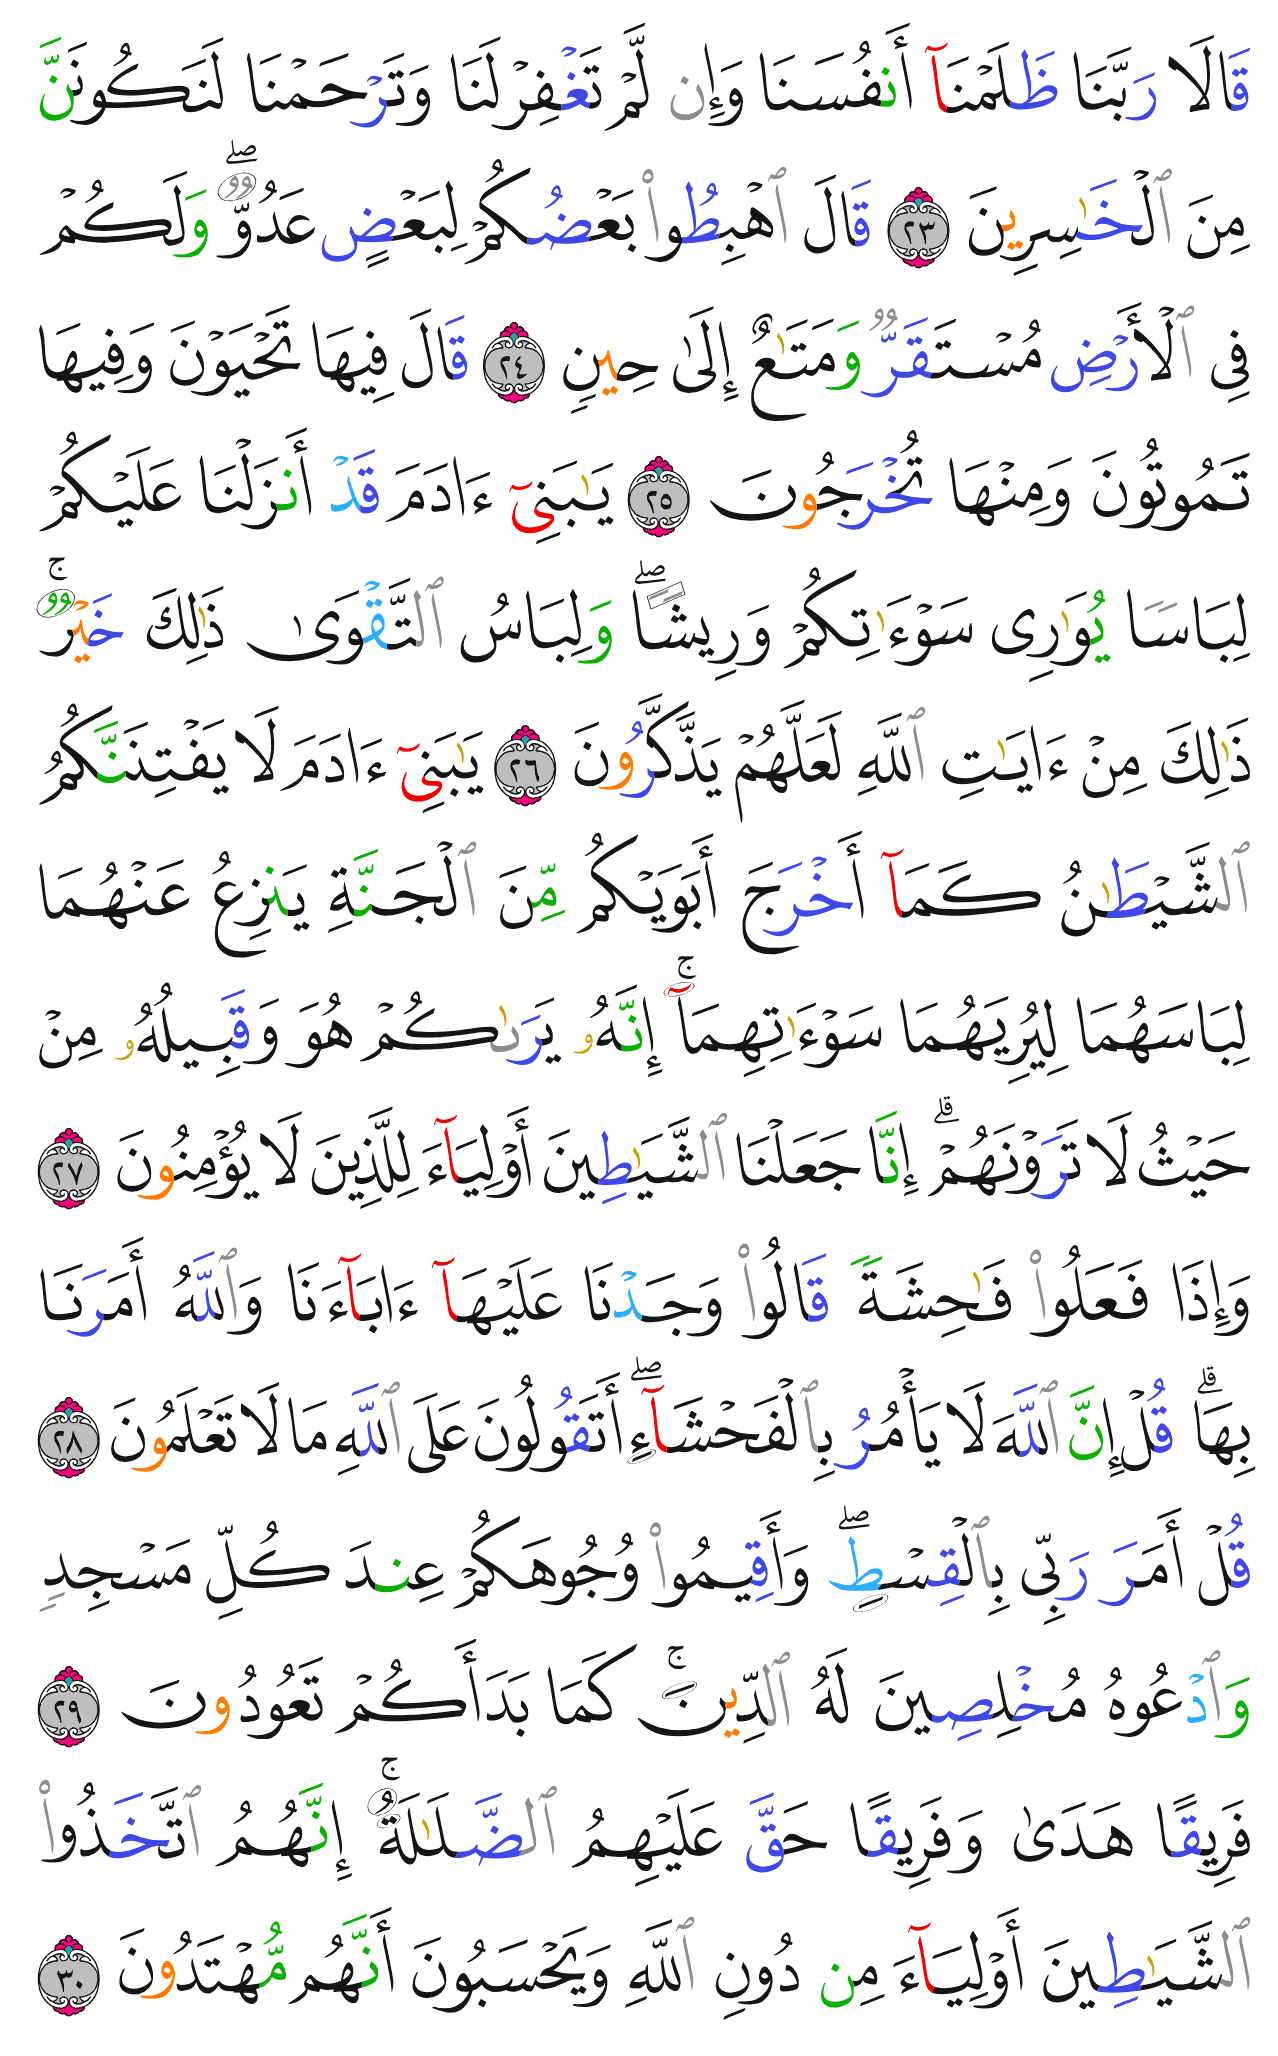 قَالَا رَبَّنَا ظَلَمْنَآ أَنفُسَنَا وَإِن لَّمْ تَغْفِرْ لَنَا وَتَرْحَمْنَا لَنَكُونَنَّ
مِنَ ٱلْخَٰسِرِينَ ٢٣ قَالَ ٱهْبِطُوا۟ بَعْضُكُمْ لِبَعْضٍ عَدُوٌّ ۖ وَلَكُمْ
فِى ٱلْأَرْضِ مُسْتَقَرٌّ وَمَتَٰعٌ إِلَىٰ حِينٍ ٢٤ قَالَ فِيهَا تَحْيَوْنَ وَفِيهَا
تَمُوتُونَ وَمِنْهَا تُخْرَجُونَ ٢٥ يَٰبَنِىٓ ءَادَمَ قَدْ أَنزَلْنَا عَلَيْكُمْ
لِبَاسًا يُوَٰرِى سَوْءَٰتِكُمْ وَرِيشًا ۖ وَلِبَاسُ ٱلتَّقْوَىٰ ذَٰلِكَ خَيْرٌ ۚ
ذَٰلِكَ مِنْ ءَايَٰتِ ٱللَّهِ لَعَلَّهُمْ يَذَّكَّرُونَ ٢٦ يَٰبَنِىٓ ءَادَمَ لَا يَفْتِنَنَّكُمُ
ٱلشَّيْطَٰنُ كَمَآ أَخْرَجَ أَبَوَيْكُم مِّنَ ٱلْجَنَّةِ يَنزِعُ عَنْهُمَا
لِبَاسَهُمَا لِيُرِيَهُمَا سَوْءَٰتِهِمَآ ۚ إِنَّهُۥ يَرَىٰكُمْ هُوَ وَقَبِيلُهُۥ مِنْ
حَيْثُ لَا تَرَوْنَهُمْ ۗ إِنَّا جَعَلْنَا ٱلشَّيَٰطِينَ أَوْلِيَآءَ لِلَّذِينَ لَا يُؤْمِنُونَ ٢٧
وَإِذَا فَعَلُوا۟ فَٰحِشَةً قَالُوا۟ وَجَدْنَا عَلَيْهَآ ءَابَآءَنَا وَٱللَّهُ أَمَرَنَا
بِهَا ۗ قُلْ إِنَّ ٱللَّهَ لَا يَأْمُرُ بِٱلْفَحْشَآءِ ۖ أَتَقُولُونَ عَلَى ٱللَّهِ مَا لَا تَعْلَمُونَ ٢٨
قُلْ أَمَرَ رَبِّى بِٱلْقِسْطِ ۖ وَأَقِيمُوا۟ وُجُوهَكُمْ عِندَ كُلِّ مَسْجِدٍ
وَٱدْعُوهُ مُخْلِصِينَ لَهُ ٱلدِّينَ ۚ كَمَا بَدَأَكُمْ تَعُودُونَ ٢٩
فَرِيقًا هَدَىٰ وَفَرِيقًا حَقَّ عَلَيْهِمُ ٱلضَّلَٰلَةُ ۚ إِنَّهُمُ ٱتَّخَذُوا۟
ٱلشَّيَٰطِينَ أَوْلِيَآءَ مِن دُونِ ٱللَّهِ وَيَحْسَبُونَ أَنَّهُم مُّهْتَدُونَ ٣٠